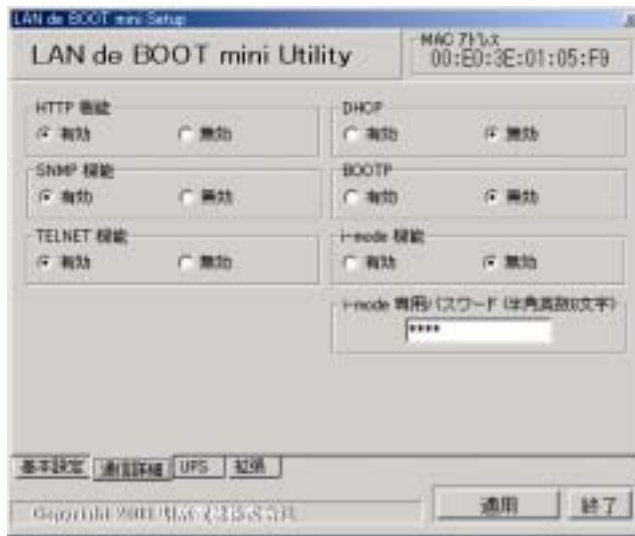 LAN de BOOT mini Setup
LAN de BOOT mini Utility
MAC アドレス
00:E0:3E:01:05:F9
HTTP 機能
有効 無効
DHCP
有効 無効
SNMP 機能
有効 無効
BOOTP
有効 無効
TELNET 機能
有効 無効
i-mode 機能
有効 無効
i-mode 専用パスワード (半角英数8文字)
****
基本設定 通信詳細 UPS 拡張
Copyright
適用 終了